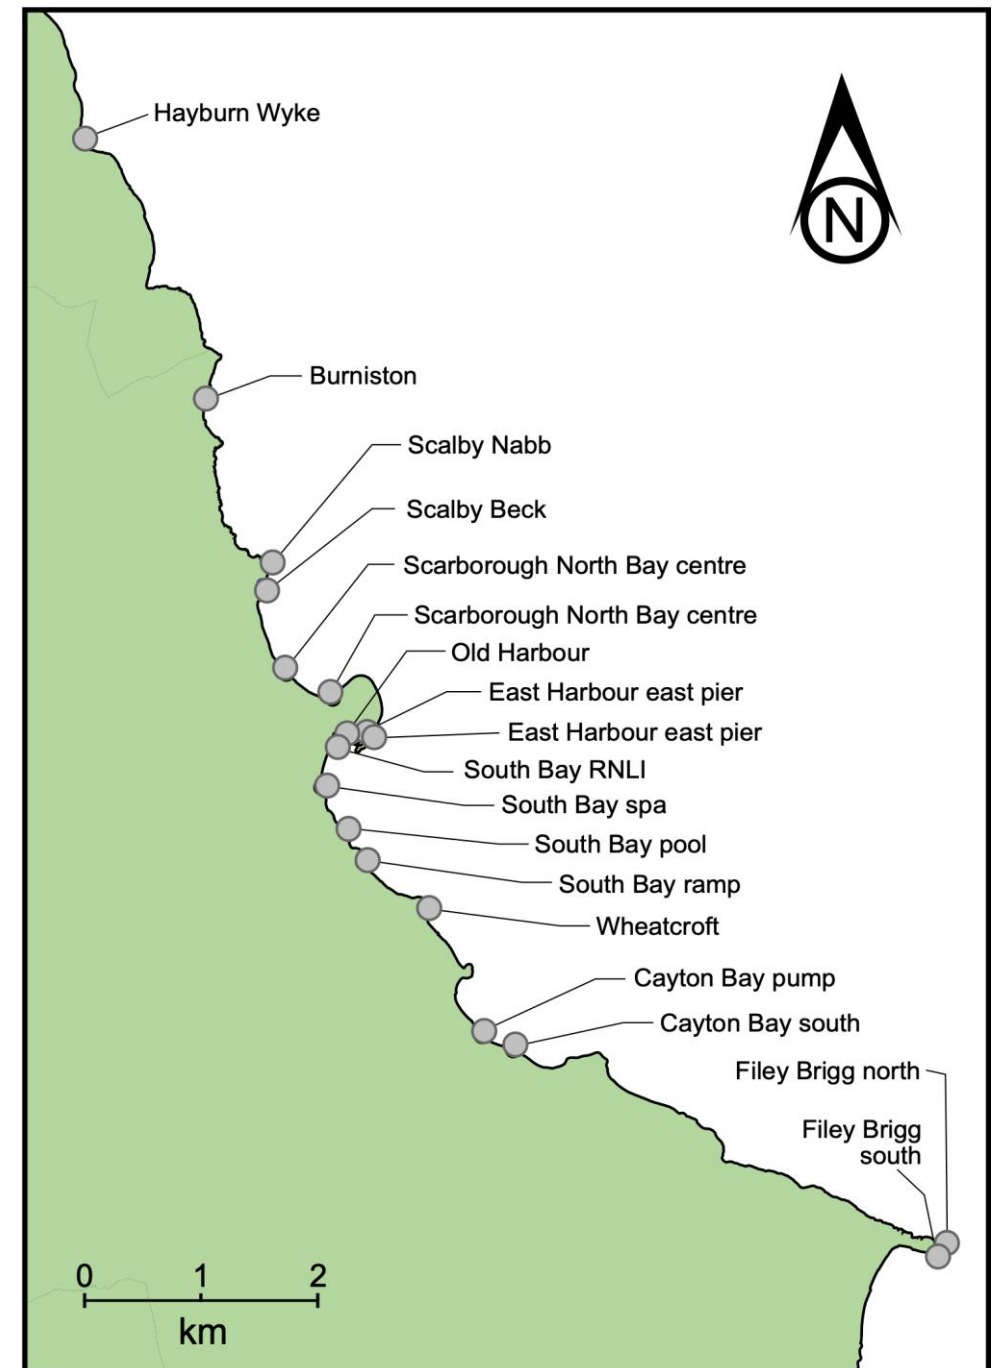 Hayburn Wyke
N
Burniston
Scalby Nabb
Scalby Beck
Scarborough North Bay centre
Scarborough North Bay centre
Old Harbour
East Harbour east pier
East Harbour east pier
South Bay RNLI
South Bay spa
South Bay pool
South Bay ramp
Wheatcroft
Cayton Bay pump
Cayton Bay south
Filey Brigg north
Filey Brigg
south
0 1 2
km